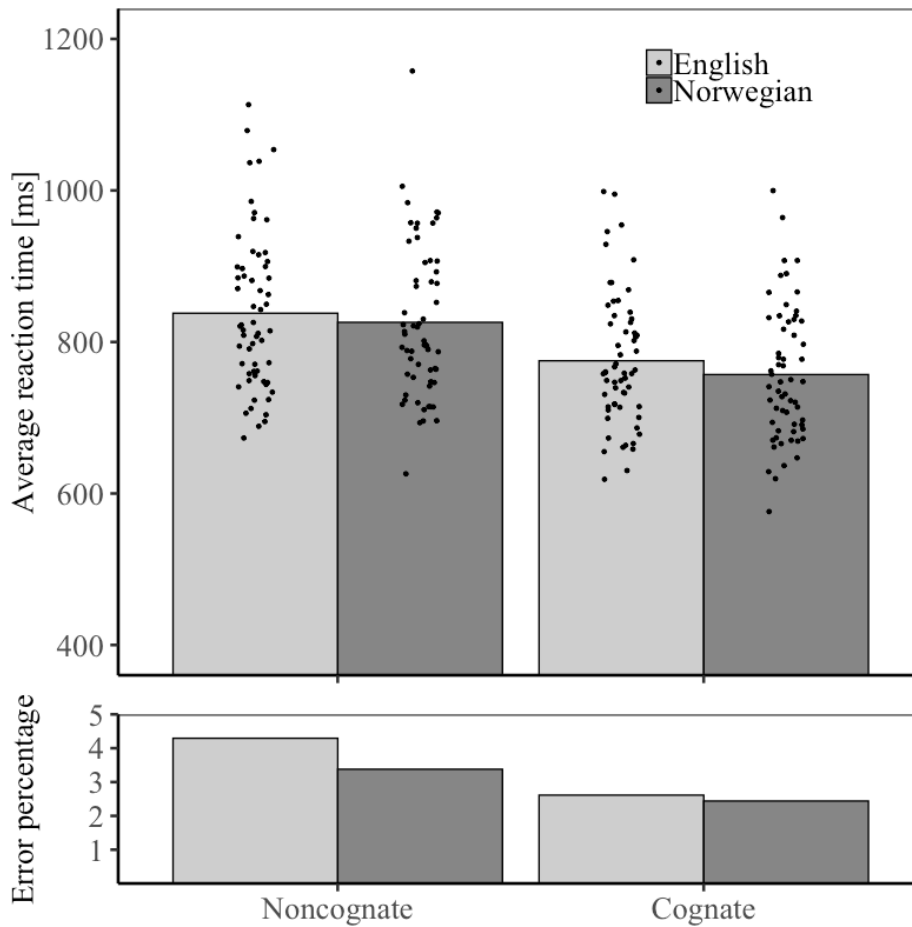 1200
English
Norwegian
1000
800
600
400
Average reaction time [ms]
5
4
3
2
1
Error percentage
Noncognate
Cognate